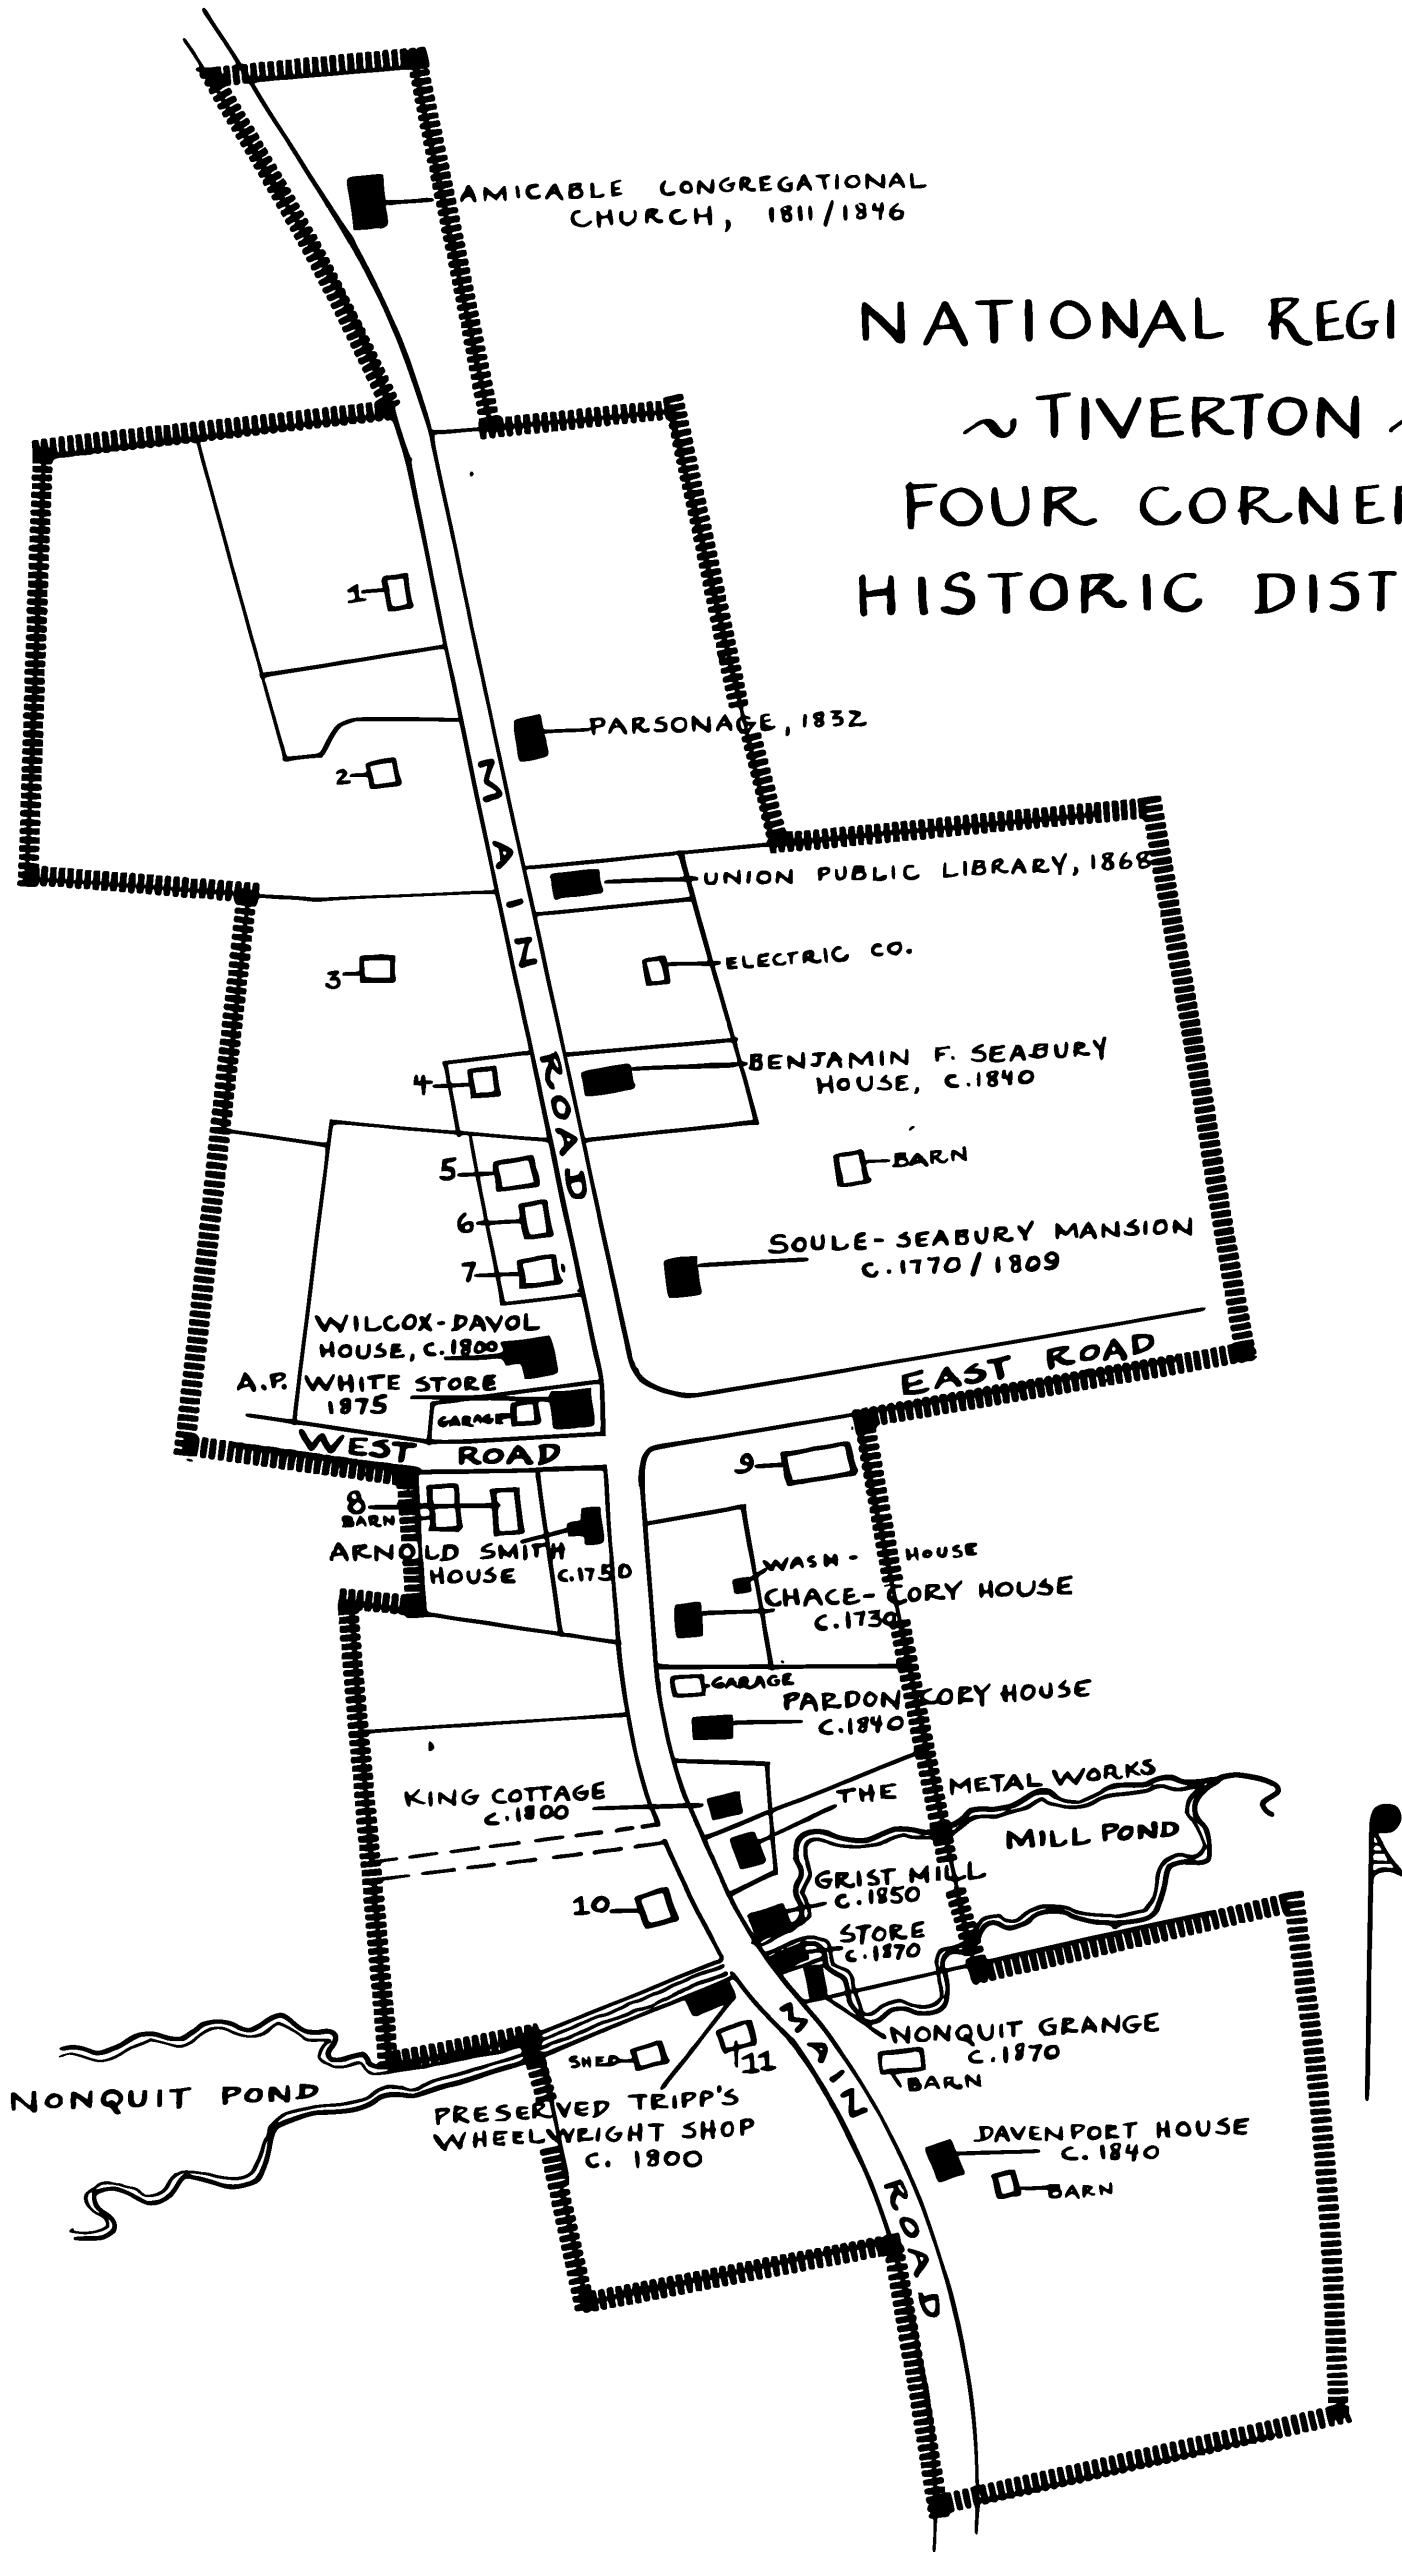 AMICABLE CONGREGATIONAL
CHURCH, 1811/1846
NATIONAL REGI
~ TIVERTON ~
FOUR CORNER
HISTORIC DIST
1
PARSONAGE, 1832
2
MAIN ROAD
UNION PUBLIC LIBRARY, 1868
ELECTRIC CO.
3
BENJAMIN F. SEABURY
HOUSE, C.1840
4
BARN
5
6
SOULE-SEABURY MANSION
C.1770/1809
7
WILCOX-DAVOL
HOUSE, C.1800
EAST ROAD
A.P. WHITE STORE
1875
GARAGE
WEST ROAD
9
8
BARN
ARNOLD SMITH
HOUSE C.1750
WASH-HOUSE
CHACE-CORY HOUSE
C.1730
GARAGE
PARDON CORY HOUSE
C.1840
KING COTTAGE
C.1800
THE METAL WORKS
MILL POND
GRIST MILL
C.1850
10
STORE
C.1870
NONQUIT GRANGE
C.1870
BARN
SHED
11
NONQUIT POND
PRESERVED TRIPP'S
WHEELWRIGHT SHOP
C. 1800
MAIN ROAD
DAVENPORT HOUSE
C.1840
BARN